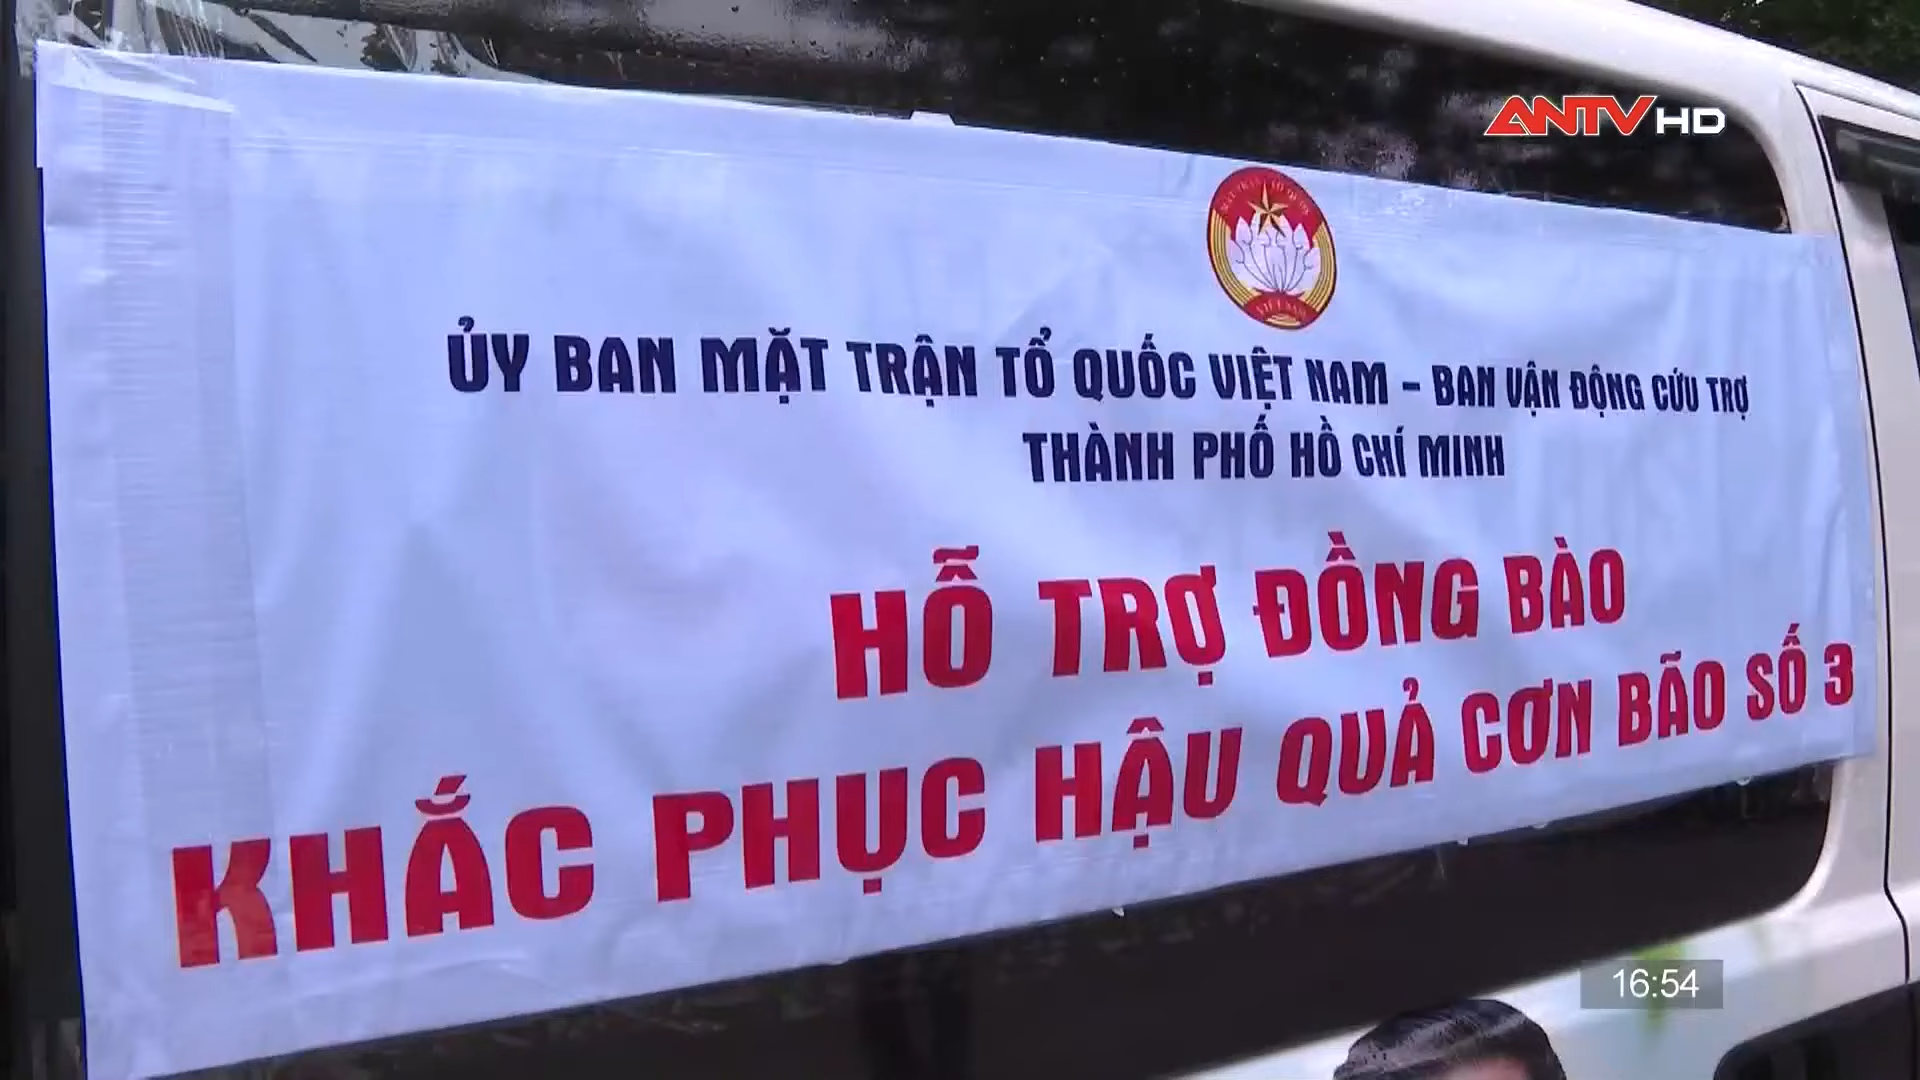 ANTV HD
ỦY BAN MẶT TRẬN TỔ QUỐC VIỆT NAM - BAN VẬN ĐỘNG CỨU TRỢ
THÀNH PHỐ HỒ CHÍ MINH
HỖ TRỢ ĐỒNG BÀO
KHẮC PHỤC HẬU QUẢ CƠN BÃO SỐ 3
16:54